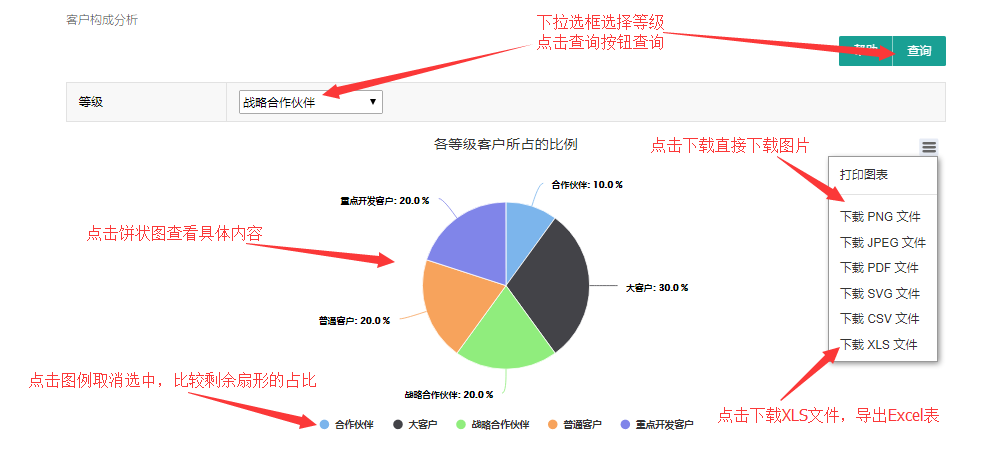 客户构成分析
下拉选框选择等级
点击查询按钮查询
帮助
查询
等级
战略合作伙伴
各等级客户所占的比例
点击下载直接下载图片
打印图表
下载 PNG 文件
下载 JPEG 文件
下载 PDF 文件
下载 SVG 文件
下载 CSV 文件
下载 XLS 文件
合作伙伴: 10.0 %
重点开发客户: 20.0 %
点击饼状图查看具体内容
大客户: 30.0 %
普通客户: 20.0 %
点击图例取消选中，比较剩余扇形的占比
战略合作伙伴: 20.0 %
点击下载XLS文件，导出Excel表
合作伙伴
大客户
战略合作伙伴
普通客户
重点开发客户